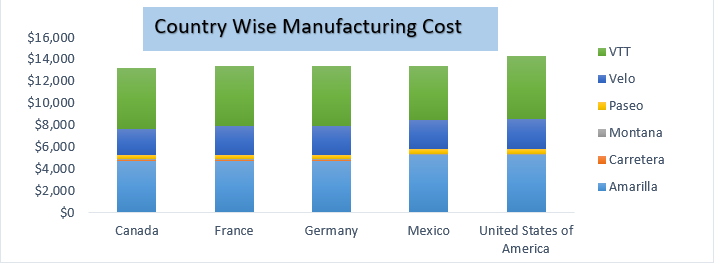 Country Wise Manufacturing Cost
$16,000
$14,000
$12,000
$10,000
$8,000
$6,000
$4,000
$2,000
$0
Canada
France
Germany
Mexico
United States of
America
VTT
Velo
Paseo
Montana
Carretera
Amarilla